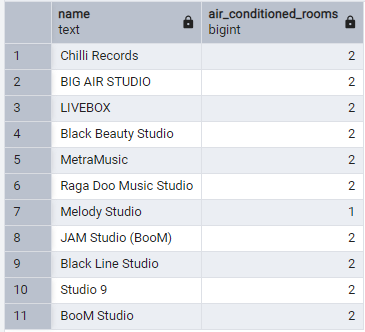 name air_conditioned_rooms
text bigint
1 Chilli Records 2
2 BIG AIR STUDIO 2
3 LIVEBOX 2
4 Black Beauty Studio 2
5 MetraMusic 2
6 Raga Doo Music Studio 2
7 Melody Studio 1
8 JAM Studio (BooM) 2
9 Black Line Studio 2
10 Studio 9 2
11 BooM Studio 2